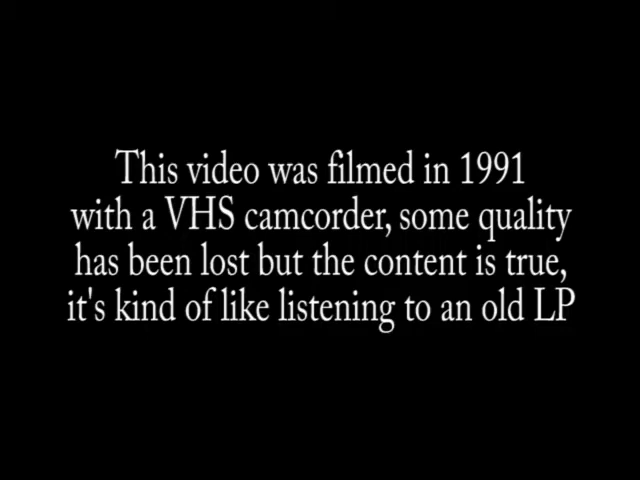 This video was filmed in 1991
with a VHS camcorder, some quality
has been lost but the content is true,
it's kind of like listening to an old LP